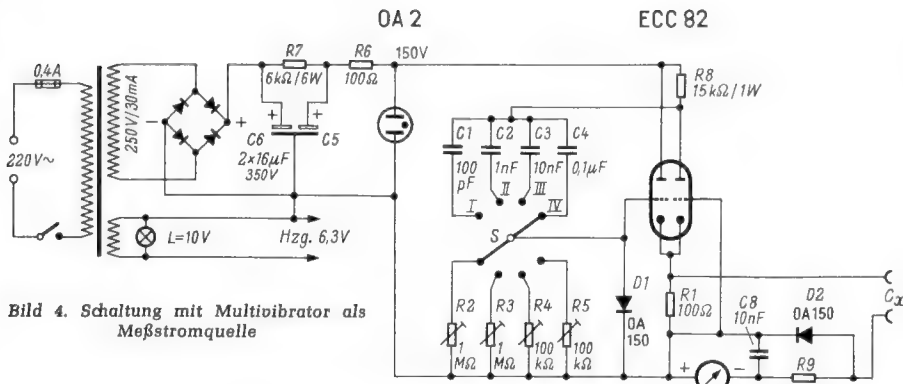 OA 2
ECC 82
0,4A
220V~
250V/30mA
−
+
R7
6kΩ/6W
R6
100Ω
150V
+
+
C6
C5
2×16µF
350V
L=10V
Hzg. 6,3V
R8
15kΩ/1W
C1
100
pF
C2
1nF
C3
10nF
C4
0,1µF
I
II
III
IV
S
R2
1
MΩ
R3
1
MΩ
R4
100
kΩ
R5
100
kΩ
D1
OA
150
R1
100Ω
C8
10nF
D2
OA150
Cx
+
−
R9
Bild 4. Schaltung mit Multivibrator als
Meßstromquelle